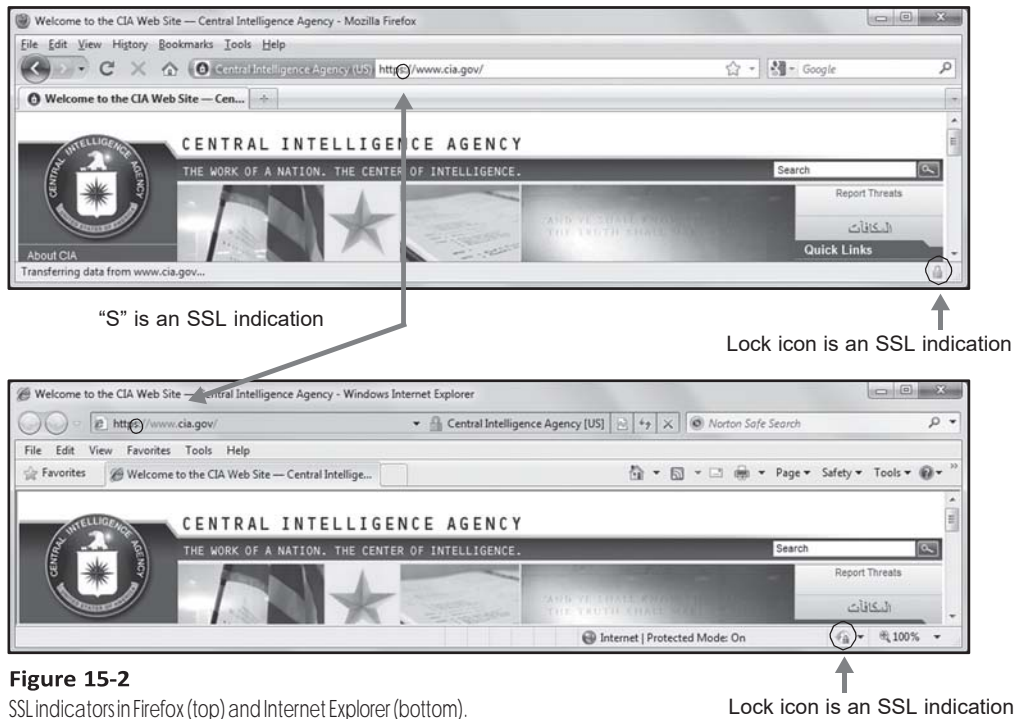 Welcome to the CIA Web Site — Central Intelligence Agency - Mozilla Firefox
File Edit View History Bookmarks Tools Help
Central Intelligence Agency (US) https://www.cia.gov/
Google
Welcome to the CIA Web Site — Cen...
CENTRAL INTELLIGENCE AGENCY
THE WORK OF A NATION. THE CENTER OF INTELLIGENCE.
Search
Report Threats
About CIA
Quick Links
Transferring data from www.cia.gov...
“S” is an SSL indication
Lock icon is an SSL indication
Welcome to the CIA Web Site — Central Intelligence Agency - Windows Internet Explorer
https://www.cia.gov/
Central Intelligence Agency [US]
Norton Safe Search
File Edit View Favorites Tools Help
Favorites
Welcome to the CIA Web Site — Central Intellige...
Page Safety Tools
CENTRAL INTELLIGENCE AGENCY
THE WORK OF A NATION. THE CENTER OF INTELLIGENCE.
Search
Report Threats
Internet | Protected Mode: On
100%
Figure 15-2
SSL indicators in Firefox (top) and Internet Explorer (bottom).
Lock icon is an SSL indication